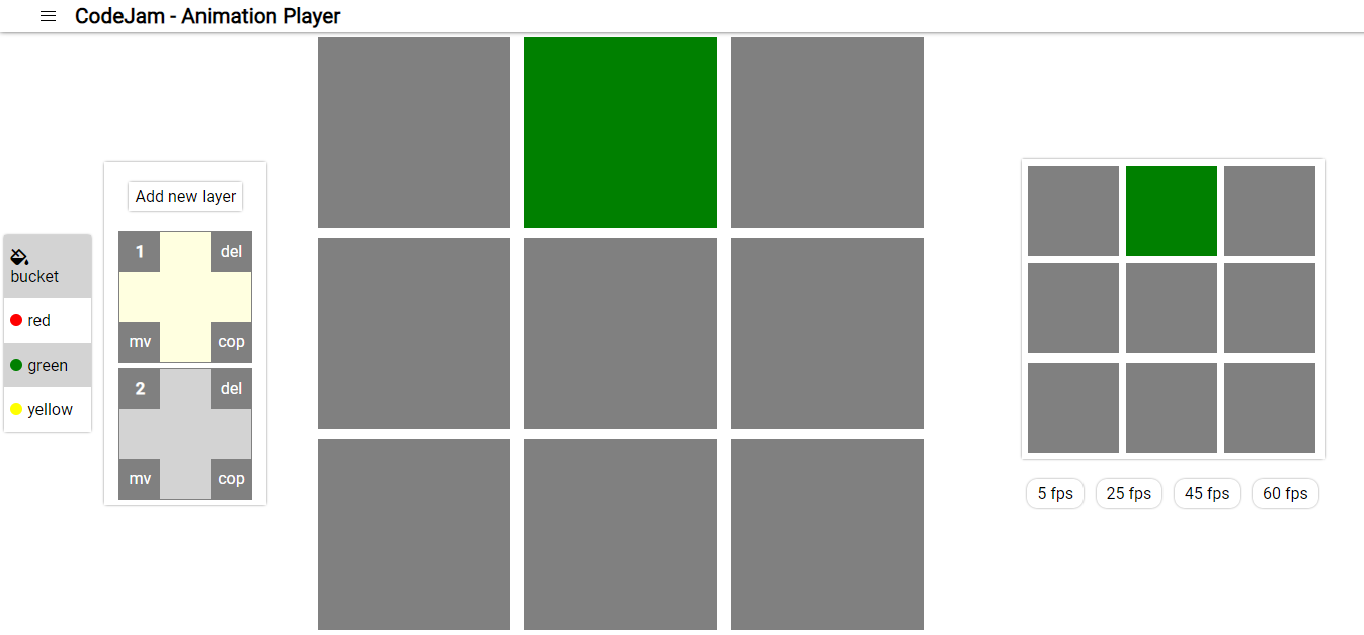 CodeJam - Animation Player
Add new layer
1 del
mv cop
2 del
mv cop
bucket
red
green
yellow
5 fps 25 fps 45 fps 60 fps